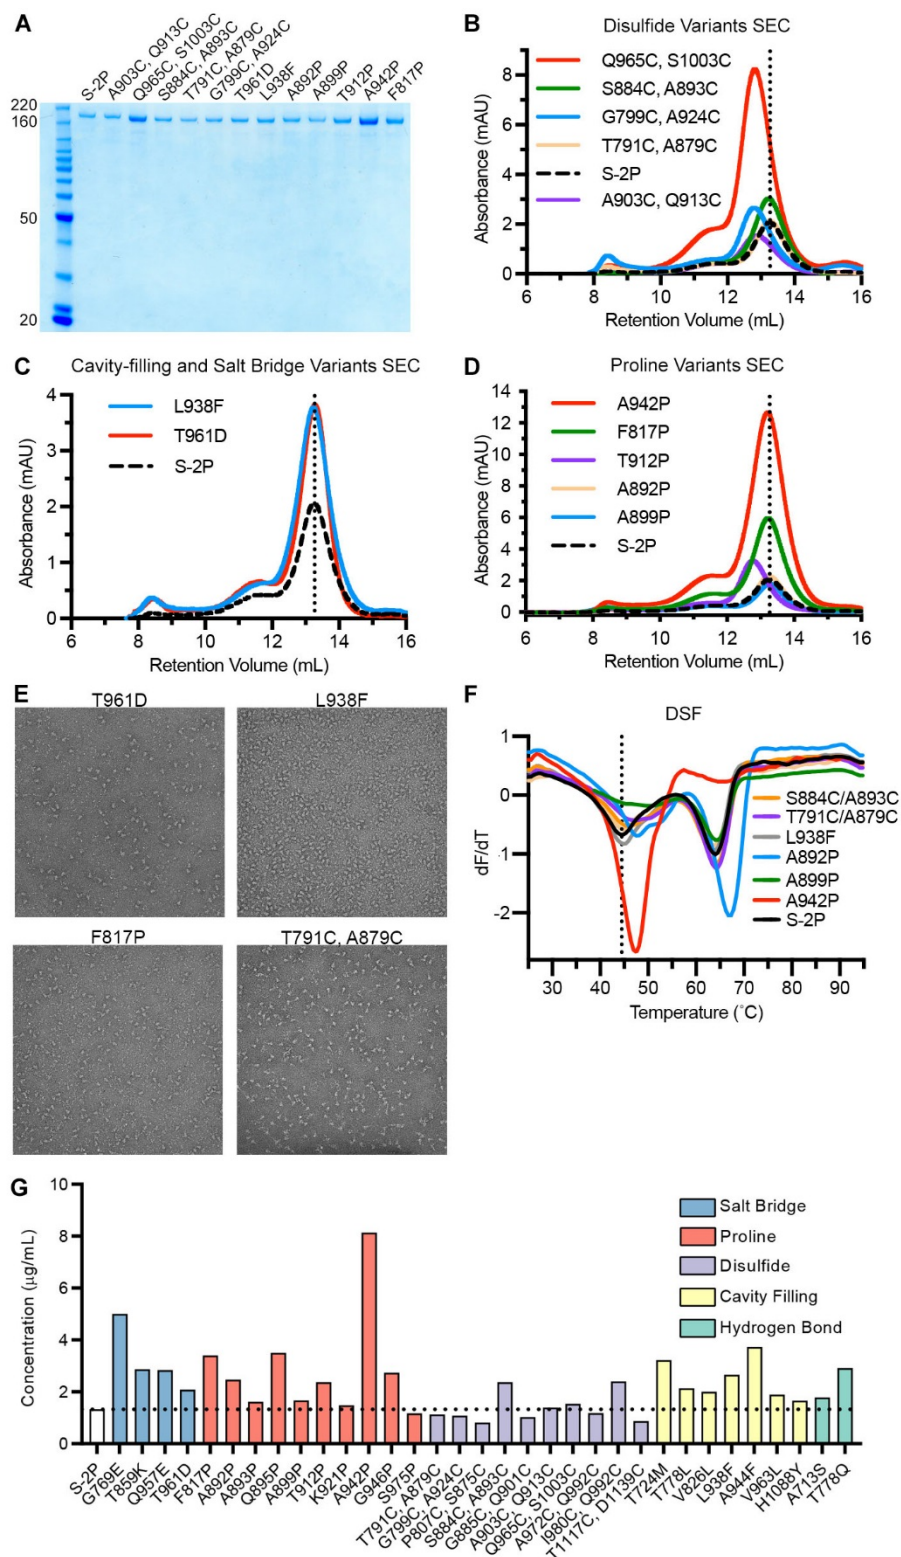 A
S-2P
A903C, Q913C
Q965C, S1003C
S884C, A893C
T791C, A879C
G799C, A924C
T961D
L938F
A892P
A899P
T912P
A942P
F817P
220
160
50
20
B
Disulfide Variants SEC
Q965C, S1003C
S884C, A893C
G799C, A924C
T791C, A879C
S-2P
A903C, Q913C
Absorbance (mAU)
8
6
4
2
0
6 8 10 12 14 16
Retention Volume (mL)
C
Cavity-filling and Salt Bridge Variants SEC
L938F
T961D
S-2P
Absorbance (mAU)
4
3
2
1
0
6 8 10 12 14 16
Retention Volume (mL)
D
Proline Variants SEC
A942P
F817P
T912P
A892P
A899P
S-2P
Absorbance (mAU)
14
12
10
8
6
4
2
0
6 8 10 12 14 16
Retention Volume (mL)
E
T961D
L938F
F817P
T791C, A879C
F
DSF
dF/dT
1
0
-1
-2
S884C/A893C
T791C/A879C
L938F
A892P
A899P
A942P
S-2P
30 40 50 60 70 80 90
Temperature (˚C)
G
Concentration (μg/mL)
10
8
6
4
2
0
Salt Bridge
Proline
Disulfide
Cavity Filling
Hydrogen Bond
S-2P
G769E
T859K
Q957E
T961D
F817P
A892P
A893P
Q895P
A899P
T912P
K921P
A942P
G946P
S975P
T791C, A879C
G799C, A924C
P807C, S875C
S884C, A893C
G885C, Q901C
A903C, Q913C
Q965C, S1003C
A972C, Q992C
I980C, Q992C
T1117C, D1139C
T724M
T778L
V826L
L938F
A944F
V963L
H1088Y
A713S
T778Q